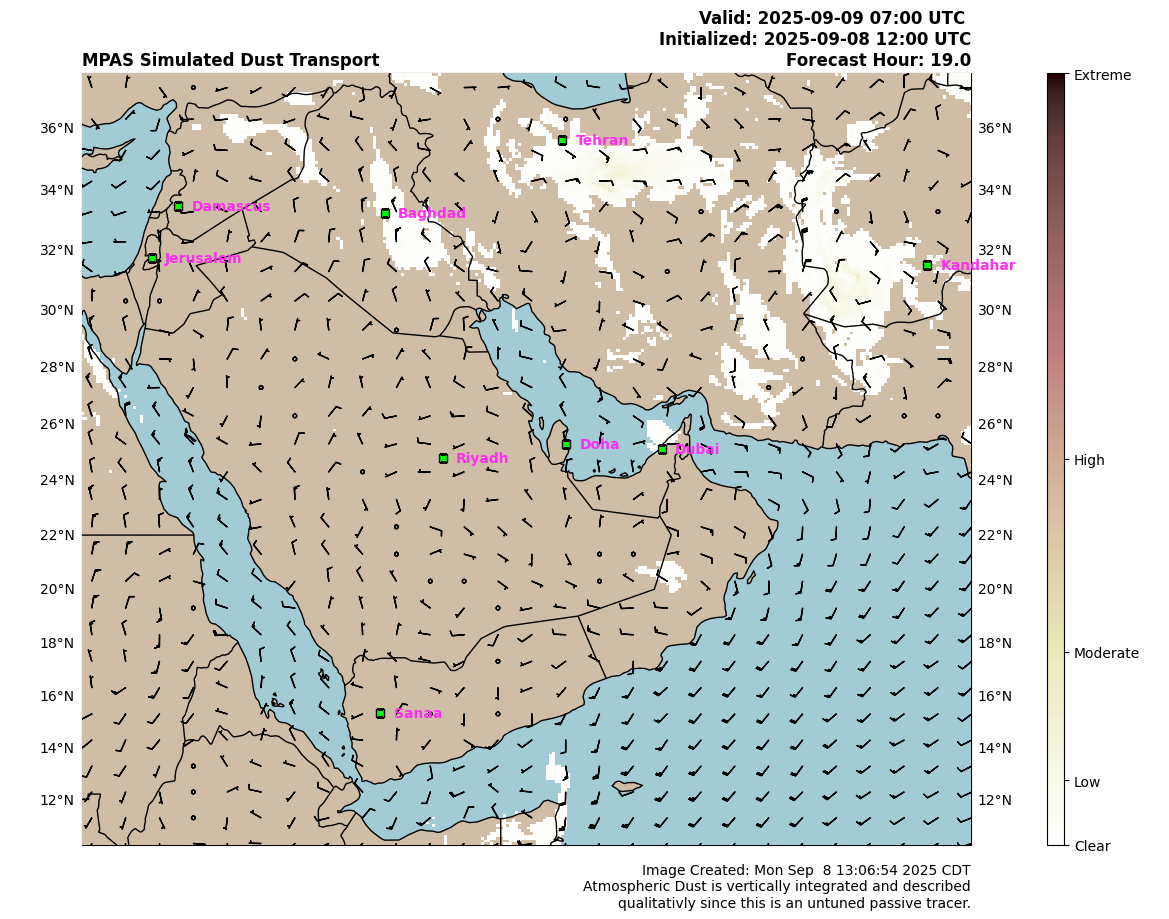 Valid: 2025-09-09 07:00 UTC
Initialized: 2025-09-08 12:00 UTC
MPAS Simulated Dust Transport
Forecast Hour: 19.0
Extreme
36°N
36°N
Tehran
34°N
34°N
Damascus
Baghdad
32°N
32°N
Jerusalem
Kandahar
30°N
30°N
28°N
28°N
26°N
26°N
Doha
Dubai
Riyadh
High
24°N
24°N
22°N
22°N
20°N
20°N
18°N
18°N
Moderate
16°N
16°N
Sanaa
14°N
14°N
Low
12°N
12°N
Clear
Image Created: Mon Sep  8 13:06:54 2025 CDT
Atmospheric Dust is vertically integrated and described
qualitativly since this is an untuned passive tracer.